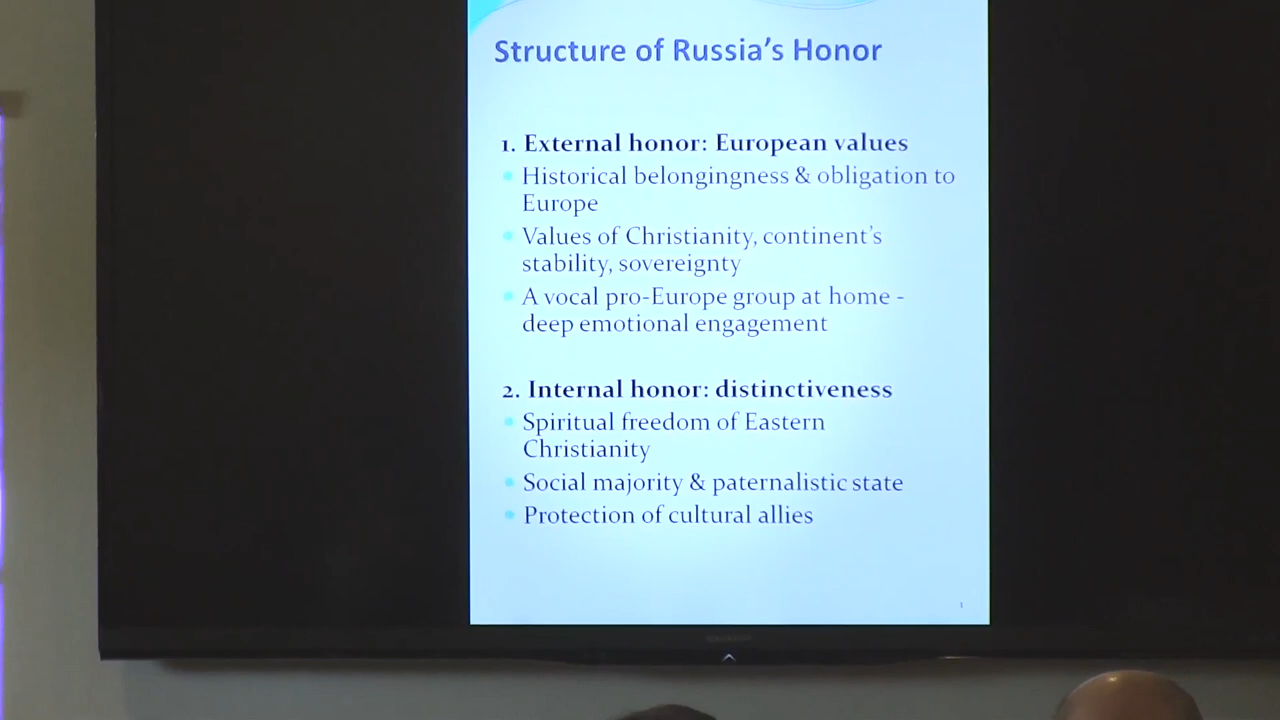 Structure of Russia's Honor
1. External honor: European values
Historical belongingness & obligation to
Europe
Values of Christianity, continent's
stability, sovereignty
A vocal pro-Europe group at home -
deep emotional engagement
2. Internal honor: distinctiveness
Spiritual freedom of Eastern
Christianity
Social majority & paternalistic state
Protection of cultural allies
1